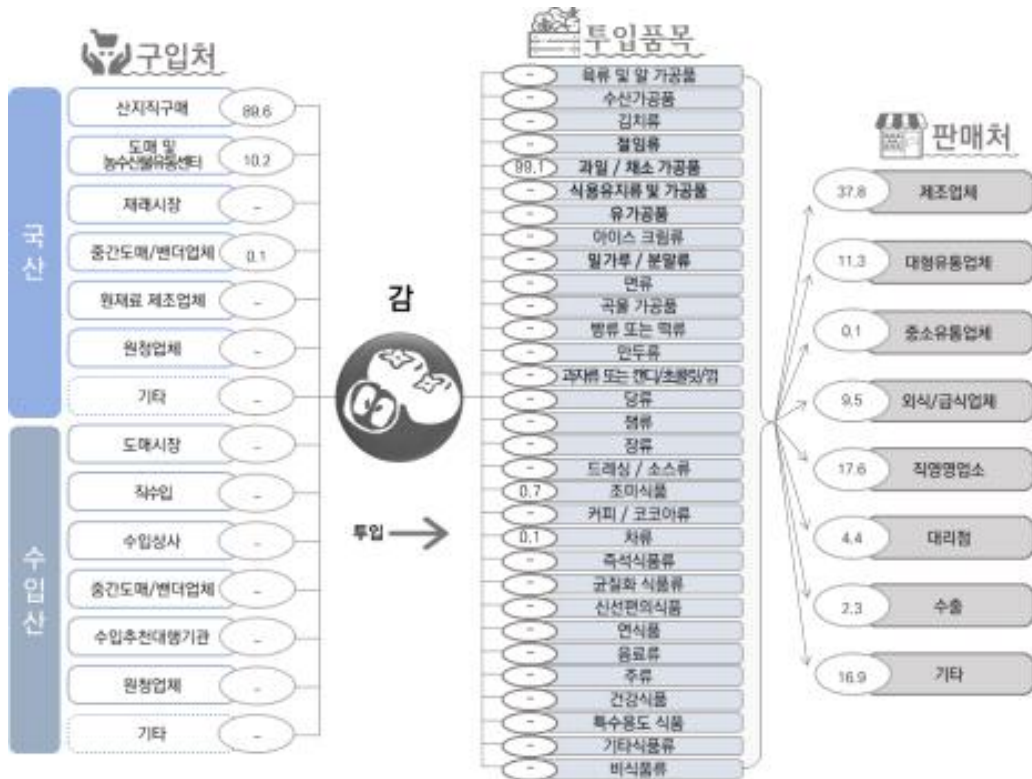 구입처
국산
산지직구매 89.6
도매 및
농수산물유통센터 10.2
재래시장 -
중간도매/밴더업체 0.1
원재료 제조업체 -
원청업체 -
기타 -
수입산
도매시장 -
직수입 -
수입상사 -
중간도매/밴더업체 -
수입추천대행기관 -
원청업체 -
기타 -
감
투입
투입품목
- 육류 및 알 가공품
- 수산가공품
- 김치류
- 절임류
99.1 과일 / 채소 가공품
- 식용유지류 및 가공품
- 유가공품
- 아이스 크림류
- 밀가루 / 분말류
- 면류
- 곡물 가공품
- 빵류 또는 떡류
- 만두류
- 과자류 또는 캔디/초콜릿/껌
- 당류
- 잼류
- 장류
- 드레싱 / 소스류
0.7 조미식품
- 커피 / 코코아류
0.1 차류
- 즉석식품류
- 균질화 식품류
- 신선편의식품
- 연식품
- 음료류
- 주류
- 건강식품
- 특수용도 식품
- 기타식품류
- 비식품류
판매처
37.8 제조업체
11.3 대형유통업체
0.1 중소유통업체
9.5 외식/급식업체
17.6 직영영업소
4.4 대리점
2.3 수출
16.9 기타